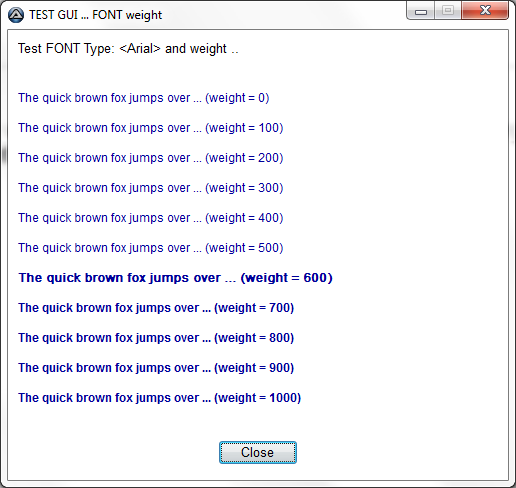 TEST GUI ... FONT weight
Test FONT Type: <Arial> and weight ..
The quick brown fox jumps over ... (weight = 0)
The quick brown fox jumps over ... (weight = 100)
The quick brown fox jumps over ... (weight = 200)
The quick brown fox jumps over ... (weight = 300)
The quick brown fox jumps over ... (weight = 400)
The quick brown fox jumps over ... (weight = 500)
The quick brown fox jumps over ... (weight = 600)
The quick brown fox jumps over ... (weight = 700)
The quick brown fox jumps over ... (weight = 800)
The quick brown fox jumps over ... (weight = 900)
The quick brown fox jumps over ... (weight = 1000)
Close